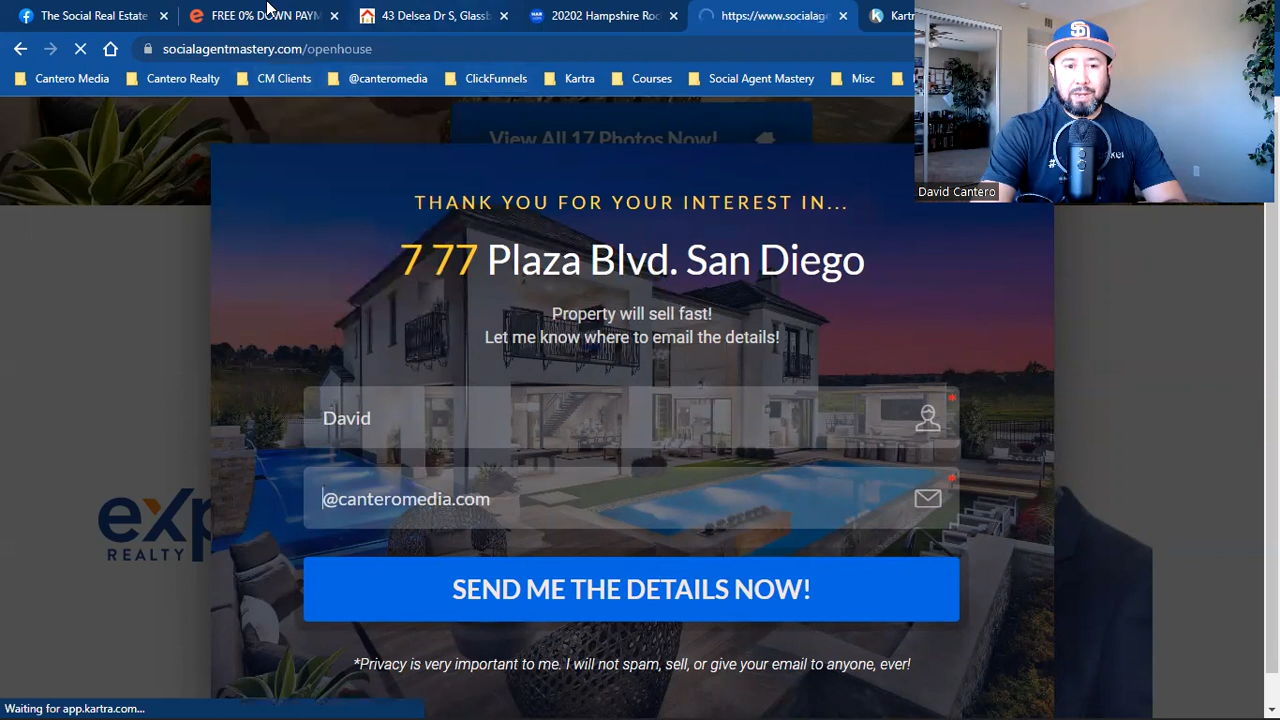 The Social Real Estate
FREE 0% DOWN PAYM
43 Delsea Dr S, Glassb
20202 Hampshire Roc
https://www.socialag
Kartr
socialagentmastery.com/openhouse
Cantero Media
Cantero Realty
CM Clients
@canteromedia
ClickFunnels
Kartra
Courses
Social Agent Mastery
Misc
David Cantero
View All 17 Photos Now!
THANK YOU FOR YOUR INTEREST IN...
7 77 Plaza Blvd. San Diego
Property will sell fast!
Let me know where to email the details!
David
@canteromedia.com
SEND ME THE DETAILS NOW!
*Privacy is very important to me. I will not spam, sell, or give your email to anyone, ever!
exp
REALTY
Waiting for app.kartra.com...